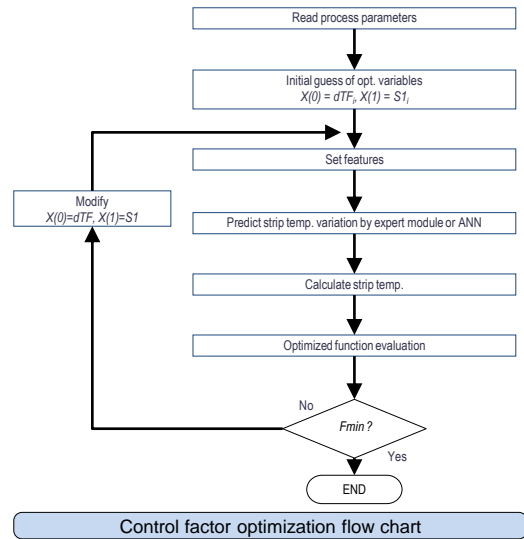 Read process parameters
Initial guess of opt. variables
X(0) = dTFᵢ, X(1) = S1ᵢ
Set features
Modify
X(0)=dTF, X(1)=S1
Predict strip temp. variation by expert module or ANN
Calculate strip temp.
Optimized function evaluation
No
Fmin ?
Yes
END
Control factor optimization flow chart